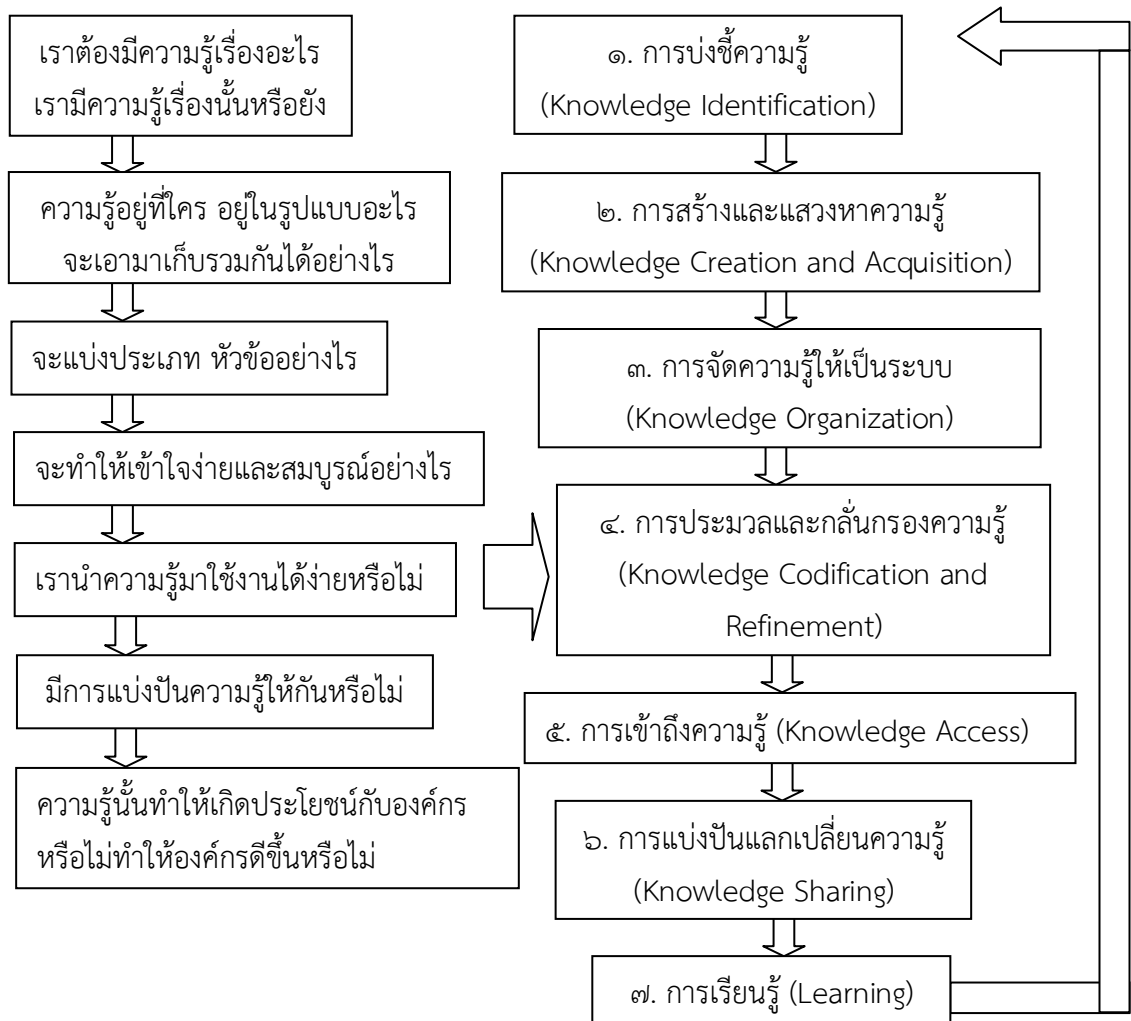 เราต้องมีความรู้เรื่องอะไร
เรามีความรู้เรื่องนั้นหรือยัง
ความรู้อยู่ที่ใคร อยู่ในรูปแบบอะไร
จะเอามาเก็บรวมกันได้อย่างไร
จะแบ่งประเภท หัวข้ออย่างไร
จะทำให้เข้าใจง่ายและสมบูรณ์อย่างไร
เรานำความรู้มาใช้งานได้ง่ายหรือไม่
มีการแบ่งปันความรู้ให้กันหรือไม่
ความรู้นั้นทำให้เกิดประโยชน์กับองค์กร
หรือไม่ทำให้องค์กรดีขึ้นหรือไม่
๑. การบ่งชี้ความรู้
(Knowledge Identification)
๒. การสร้างและแสวงหาความรู้
(Knowledge Creation and Acquisition)
๓. การจัดความรู้ให้เป็นระบบ
(Knowledge Organization)
๔. การประมวลและกลั่นกรองความรู้
(Knowledge Codification and
Refinement)
๕. การเข้าถึงความรู้ (Knowledge Access)
๖. การแบ่งปันแลกเปลี่ยนความรู้
(Knowledge Sharing)
๗. การเรียนรู้ (Learning)